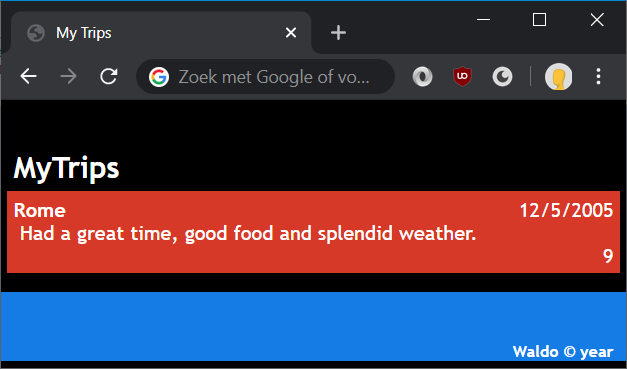 My Trips
Zoek met Google of vo...
MyTrips
Rome 12/5/2005
Had a great time, good food and splendid weather.
9
Waldo © year